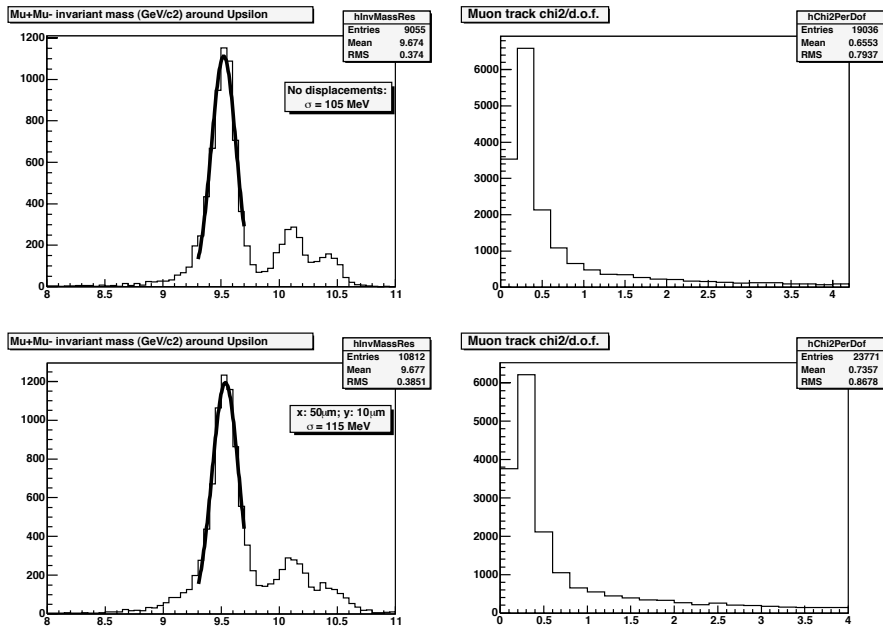 Mu+Mu- invariant mass (GeV/c2) around Upsilon
hInvMassRes
Entries 9055
Mean 9.674
RMS 0.374
No displacements:
σ = 105 MeV
1200
1000
800
600
400
200
0
8 8.5 9 9.5 10 10.5 11
Muon track chi2/d.o.f.
hChi2PerDof
Entries 19036
Mean 0.6553
RMS 0.7937
6000
5000
4000
3000
2000
1000
0
0 0.5 1 1.5 2 2.5 3 3.5 4
Mu+Mu- invariant mass (GeV/c2) around Upsilon
hInvMassRes
Entries 10812
Mean 9.677
RMS 0.3851
x: 50μm; y: 10μm
σ = 115 MeV
1200
1000
800
600
400
200
0
8 8.5 9 9.5 10 10.5 11
Muon track chi2/d.o.f.
hChi2PerDof
Entries 23771
Mean 0.7357
RMS 0.8678
6000
5000
4000
3000
2000
1000
0
0 0.5 1 1.5 2 2.5 3 3.5 4